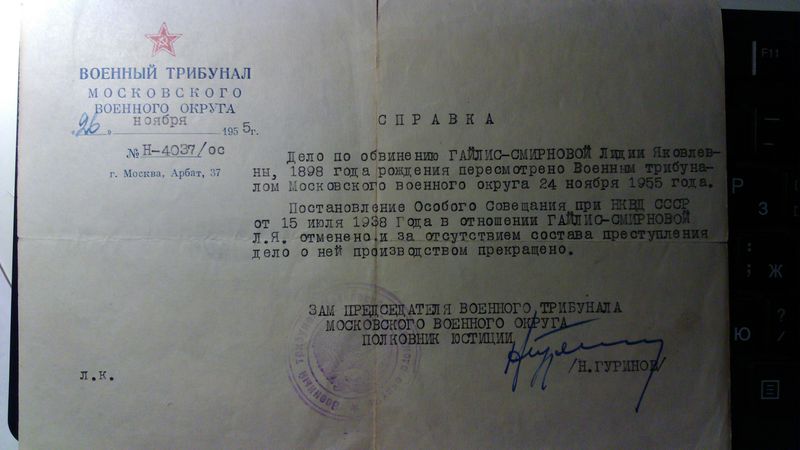 ВОЕННЫЙ ТРИБУНАЛ
МОСКОВСКОГО
ВОЕННОГО ОКРУГА
„26„ ноября 1955 г.
№ Н-4037/ос
г. Москва, Арбат, 37
СПРАВКА
Дело по обвинению ГАЙЛИС-СМИРНОВОЙ Лидии Яковлев-
ны, 1898 года рождения пересмотрено Военным трибуна-
лом Московского военного округа 24 ноября 1955 года.
Постановление Особого Совещания при НКВД СССР
от 15 июля 1938 Года в отношении ГАЙЛИС-СМИРНОВОЙ
Л.Я. отменено и за отсутствием состава преступления
дело о ней производством прекращено.
ЗАМ ПРЕДСЕДАТЕЛЯ ВОЕННОГО ТРИБУНАЛА
МОСКОВСКОГО ВОЕННОГО ОКРУГА
ПОЛКОВНИК ЮСТИЦИИ
/Н.ГУРИНОВ/
л.к.
F11
P
З
; Ж
Ю
? /